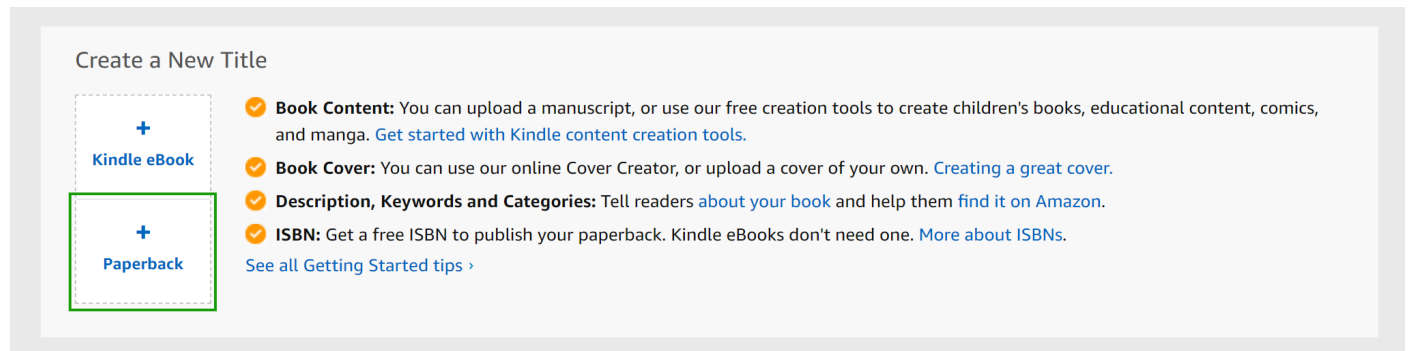 Create a New Title
+
Kindle eBook
+
Paperback
Book Content: You can upload a manuscript, or use our free creation tools to create children's books, educational content, comics,
and manga. Get started with Kindle content creation tools.
Book Cover: You can use our online Cover Creator, or upload a cover of your own. Creating a great cover.
Description, Keywords and Categories: Tell readers about your book and help them find it on Amazon.
ISBN: Get a free ISBN to publish your paperback. Kindle eBooks don't need one. More about ISBNs.
See all Getting Started tips ›